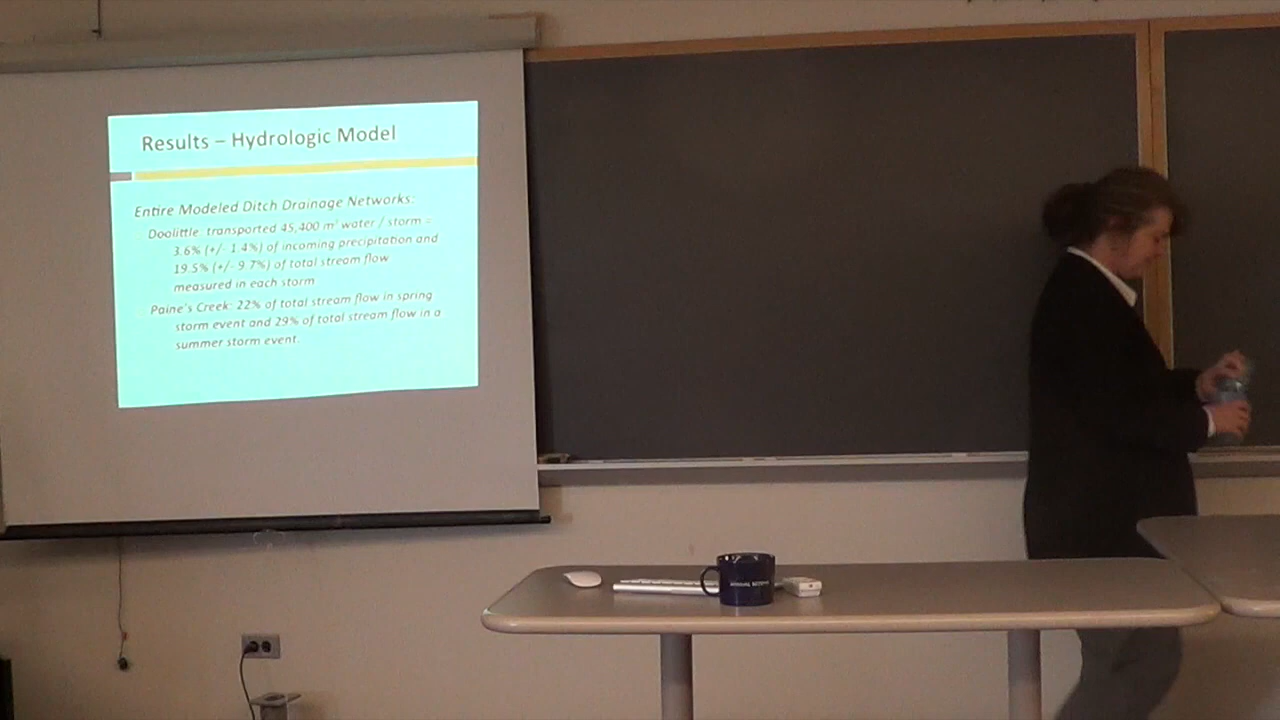 Results – Hydrologic Model
Entire Modeled Ditch Drainage Networks:
Doolittle: transported 45,400 m³ water / storm =
3.6% (+/- 1.4%) of incoming precipitation and
19.5% (+/- 9.7%) of total stream flow
measured in each storm
Paine's Creek: 22% of total stream flow in spring
storm event and 29% of total stream flow in a
summer storm event.